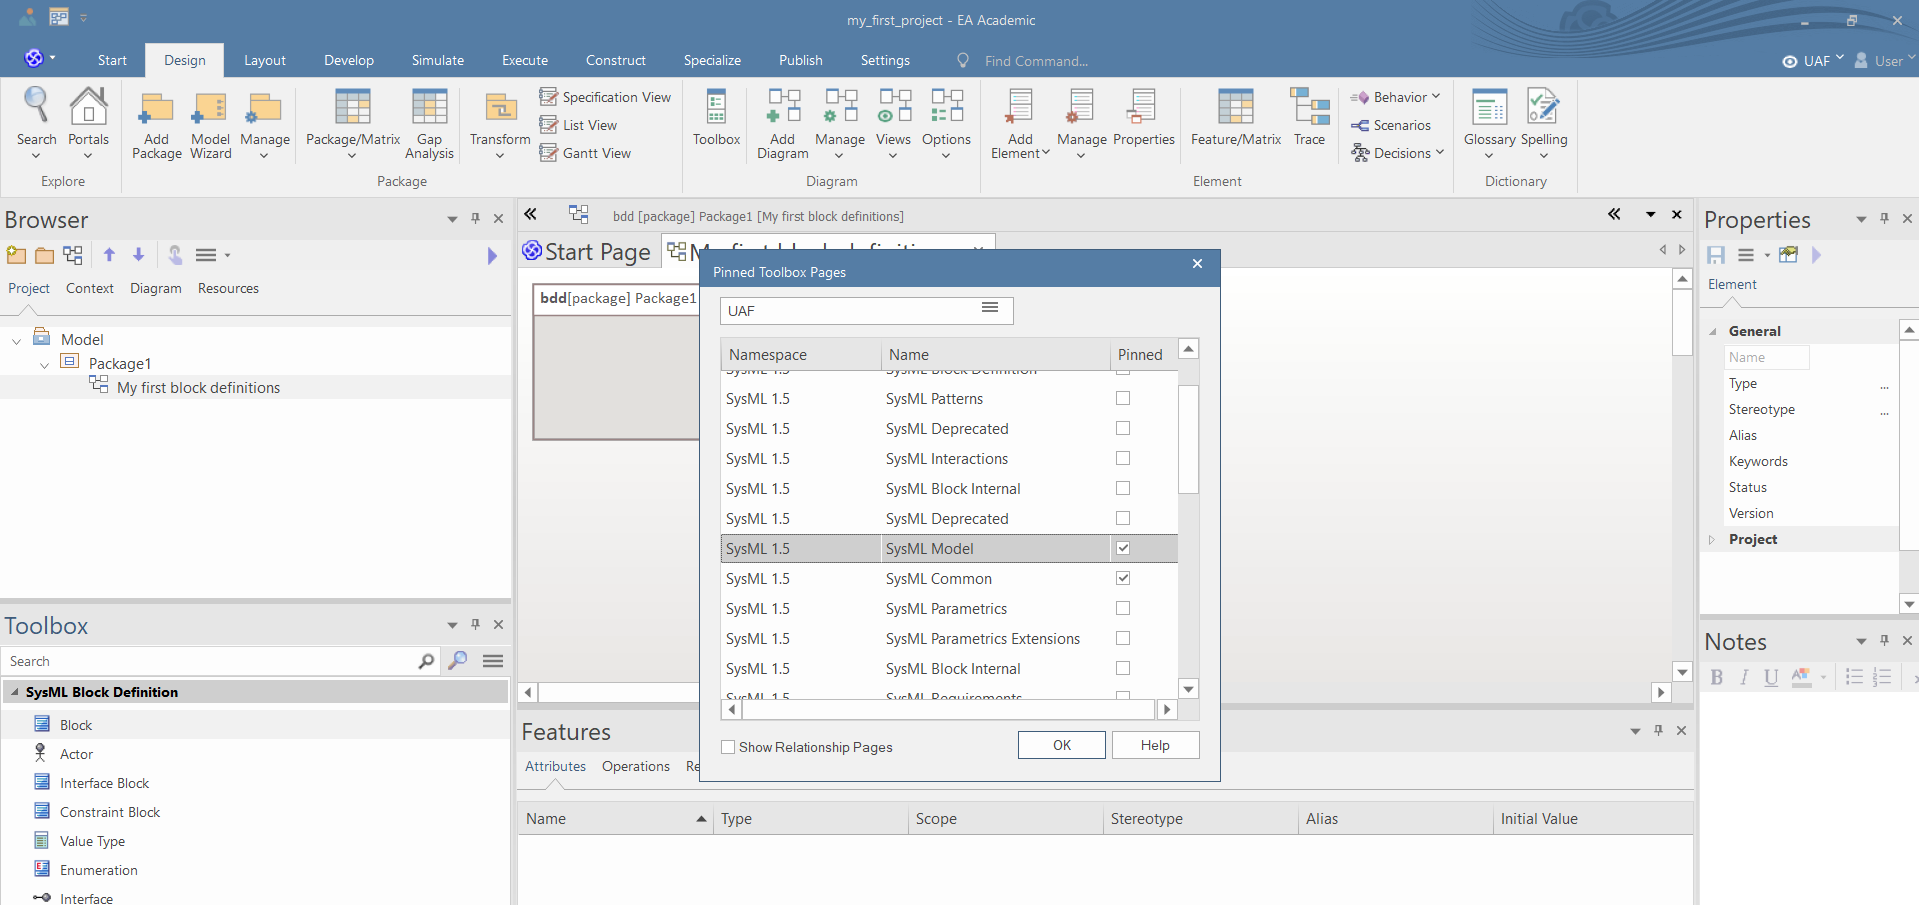 my_first_project - EA Academic
Start Design Layout Develop Simulate Execute Construct Specialize Publish Settings Find Command... UAF User
Search Portals Add Package Model Wizard Manage Package/Matrix Gap Analysis Transform Specification View
List View
Gantt View
Toolbox Add Diagram Manage Views Options Add Element Manage Properties Feature/Matrix Trace Behavior
Scenarios
Decisions
Glossary Spelling
Explore Package Diagram Element Dictionary
Browser
Project Context Diagram Resources
Model
Package1
My first block definitions
Toolbox
Search
SysML Block Definition
Block
Actor
Interface Block
Constraint Block
Value Type
Enumeration
Interface
bdd [package] Package1 [My first block definitions]
Start Page
bdd[package] Package1
Pinned Toolbox Pages
UAF
Namespace Name Pinned
SysML 1.5 SysML Block Definition
SysML 1.5 SysML Patterns
SysML 1.5 SysML Deprecated
SysML 1.5 SysML Interactions
SysML 1.5 SysML Block Internal
SysML 1.5 SysML Deprecated
SysML 1.5 SysML Model
SysML 1.5 SysML Common
SysML 1.5 SysML Parametrics
SysML 1.5 SysML Parametrics Extensions
SysML 1.5 SysML Block Internal
SysML 1.5 SysML Requirements
Show Relationship Pages OK Help
Features
Attributes Operations Re
Name Type Scope Stereotype Alias Initial Value
Properties
Element
General
Name
Type ...
Stereotype ...
Alias
Keywords
Status
Version
Project
Notes
B I U